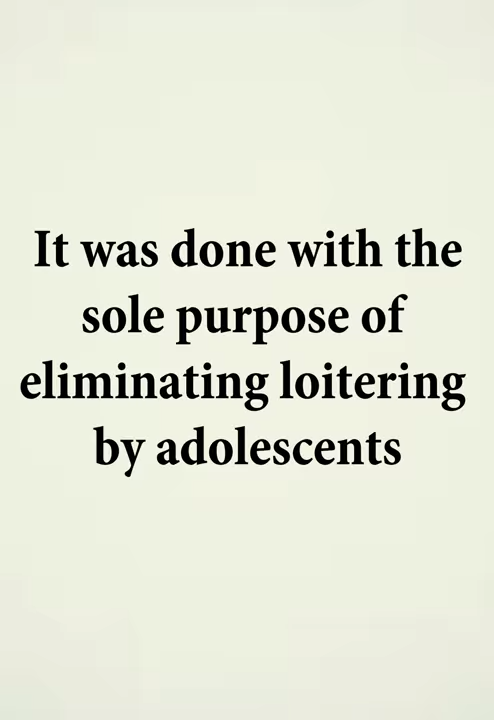 It was done with the
sole purpose of
eliminating loitering
by adolescents